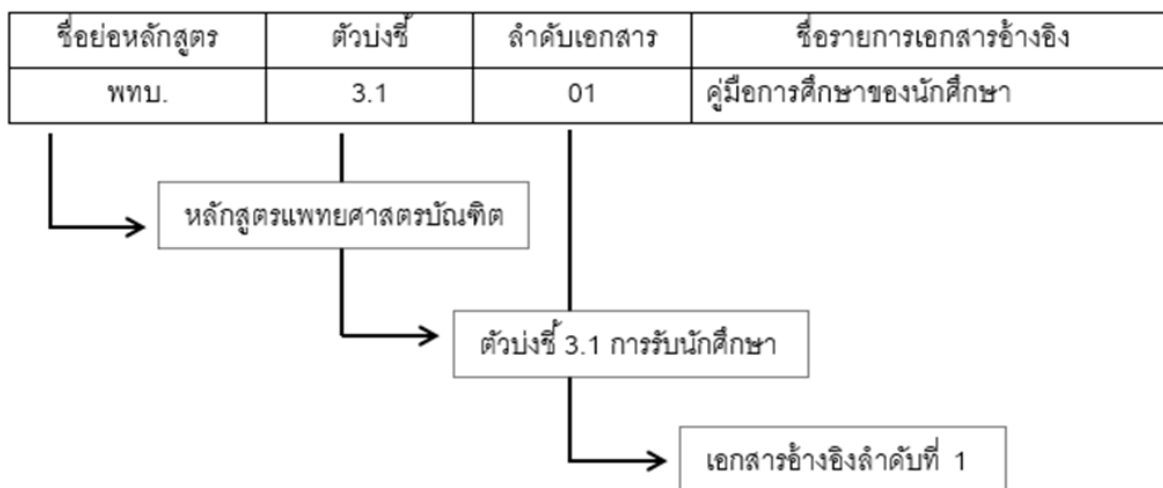 ชื่อย่อหลักสูตร ตัวบ่งชี้ ลำดับเอกสาร ชื่อรายการเอกสารอ้างอิง
พทบ. 3.1 01 คู่มือการศึกษาของนักศึกษา
หลักสูตรแพทยศาสตรบัณฑิต
ตัวบ่งชี้ 3.1 การรับนักศึกษา
เอกสารอ้างอิงลำดับที่ 1